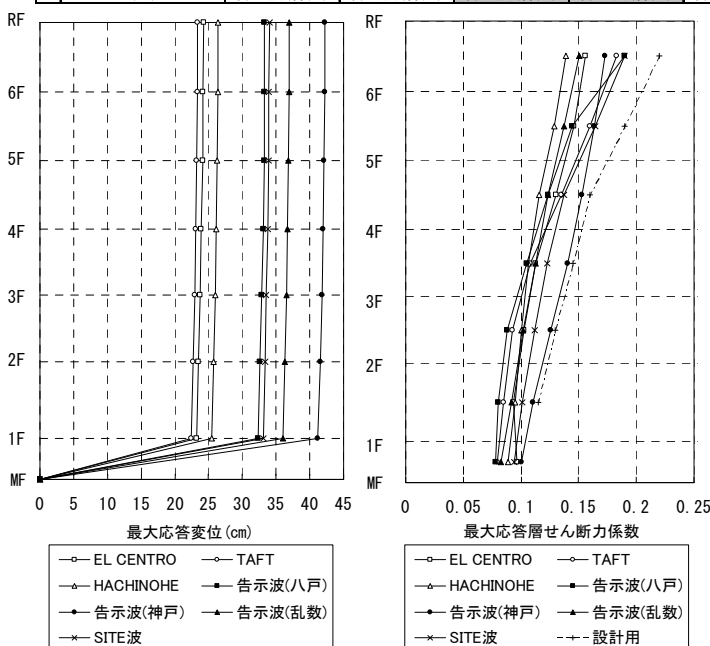 RF
6F
5F
4F
3F
2F
1F
MF
0 5 10 15 20 25 30 35 40 45
最大応答変位(cm)
EL CENTRO TAFT
HACHINOHE 告示波(八戸)
告示波(神戸) 告示波(乱数)
SITE波
RF
6F
5F
4F
3F
2F
1F
MF
0 0.05 0.1 0.15 0.2 0.25
最大応答層せん断力係数
EL CENTRO TAFT
HACHINOHE 告示波(八戸)
告示波(神戸) 告示波(乱数)
SITE波 設計用